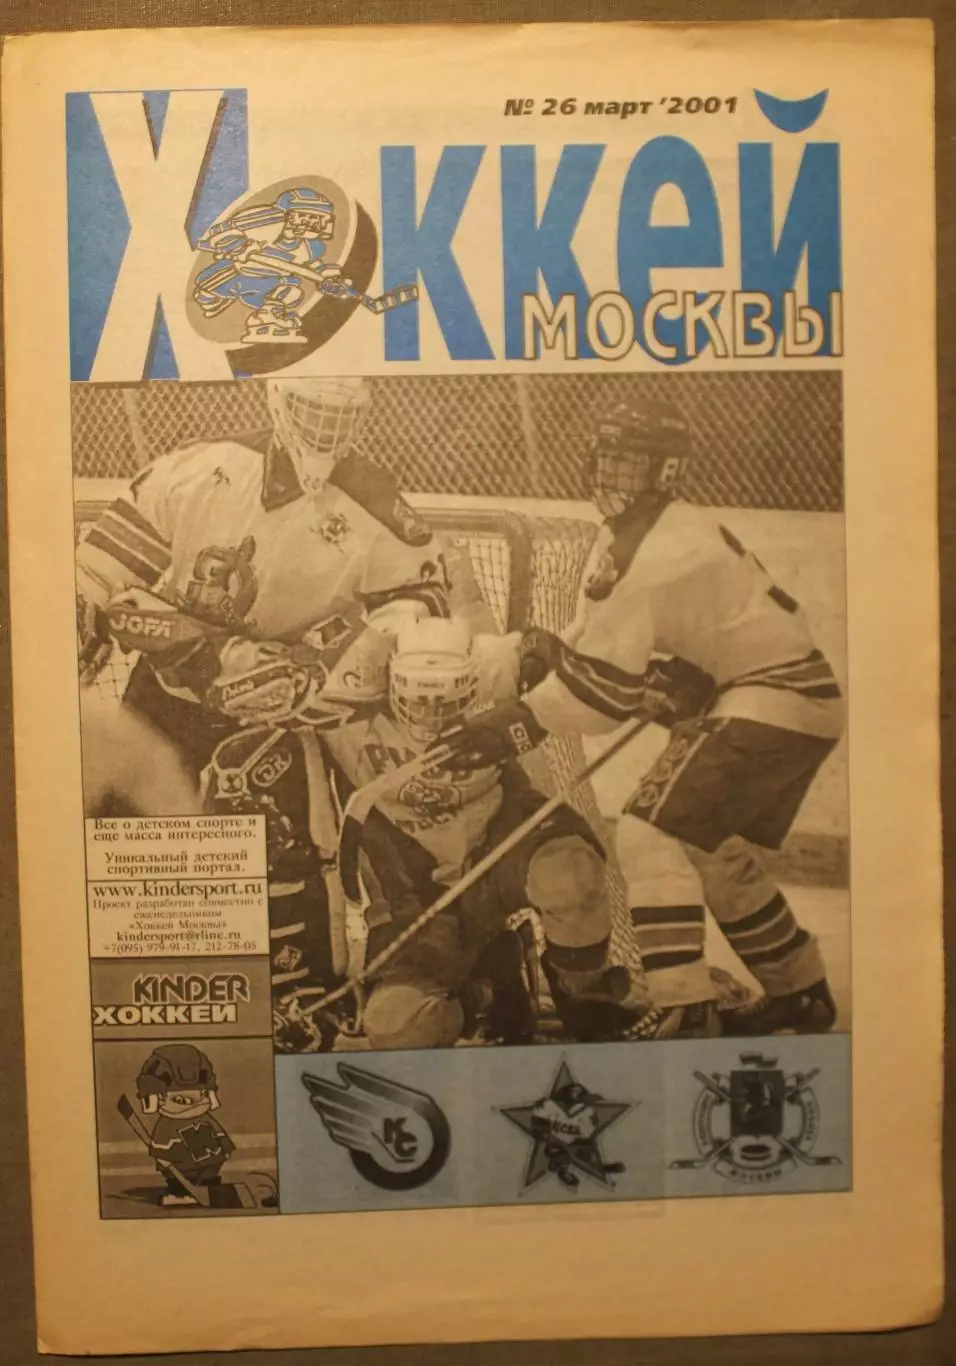 № 26 март '2001
Хоккей
МОСКВЫ
JOFA
Все о детском спорте и
еще масса интересного.
Уникальный детский
спортивный портал.
www.kindersport.ru
Проект разработан совместно с
еженедельником
«Хоккей Москвы»
kindersport@rline.ru
+7(095) 979-91-17, 212-78-05
KINDER
ХОККЕЙ
КС
МОСКВЫ